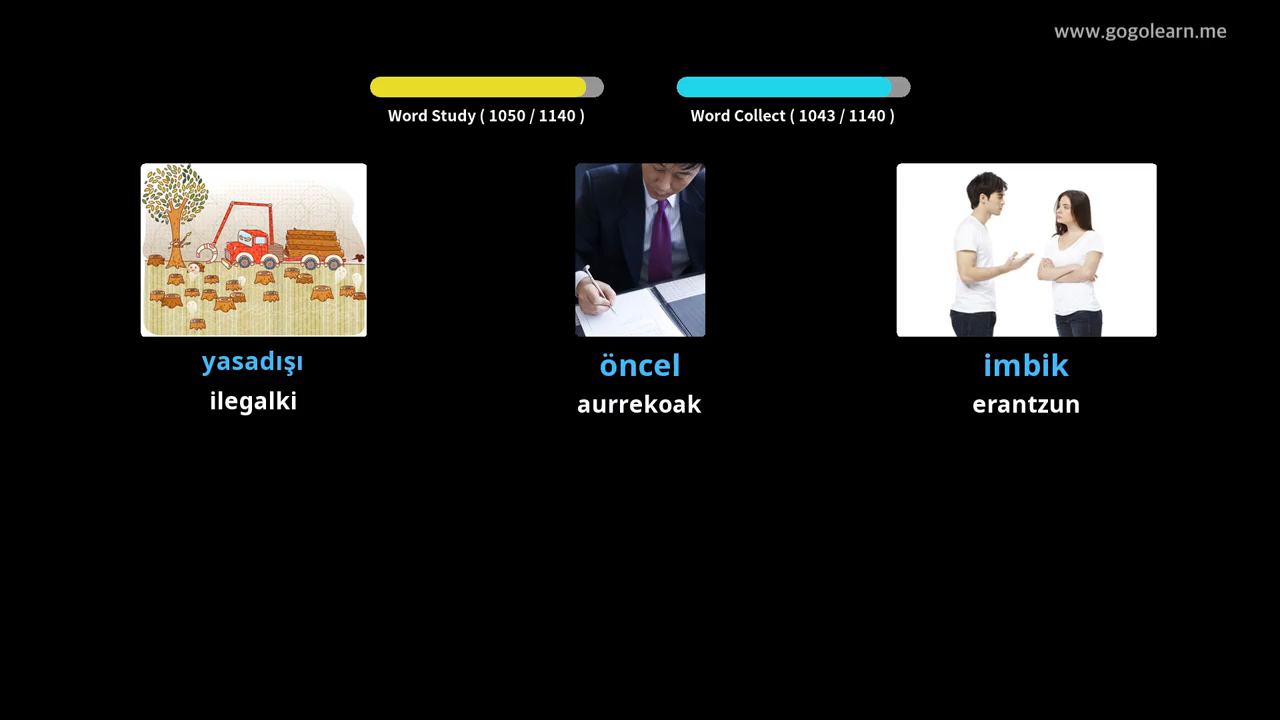 www.gogolearn.me
Word Study ( 1050 / 1140 )
Word Collect ( 1043 / 1140 )
yasadışı
ilegalki
öncel
aurrekoak
imbik
erantzun